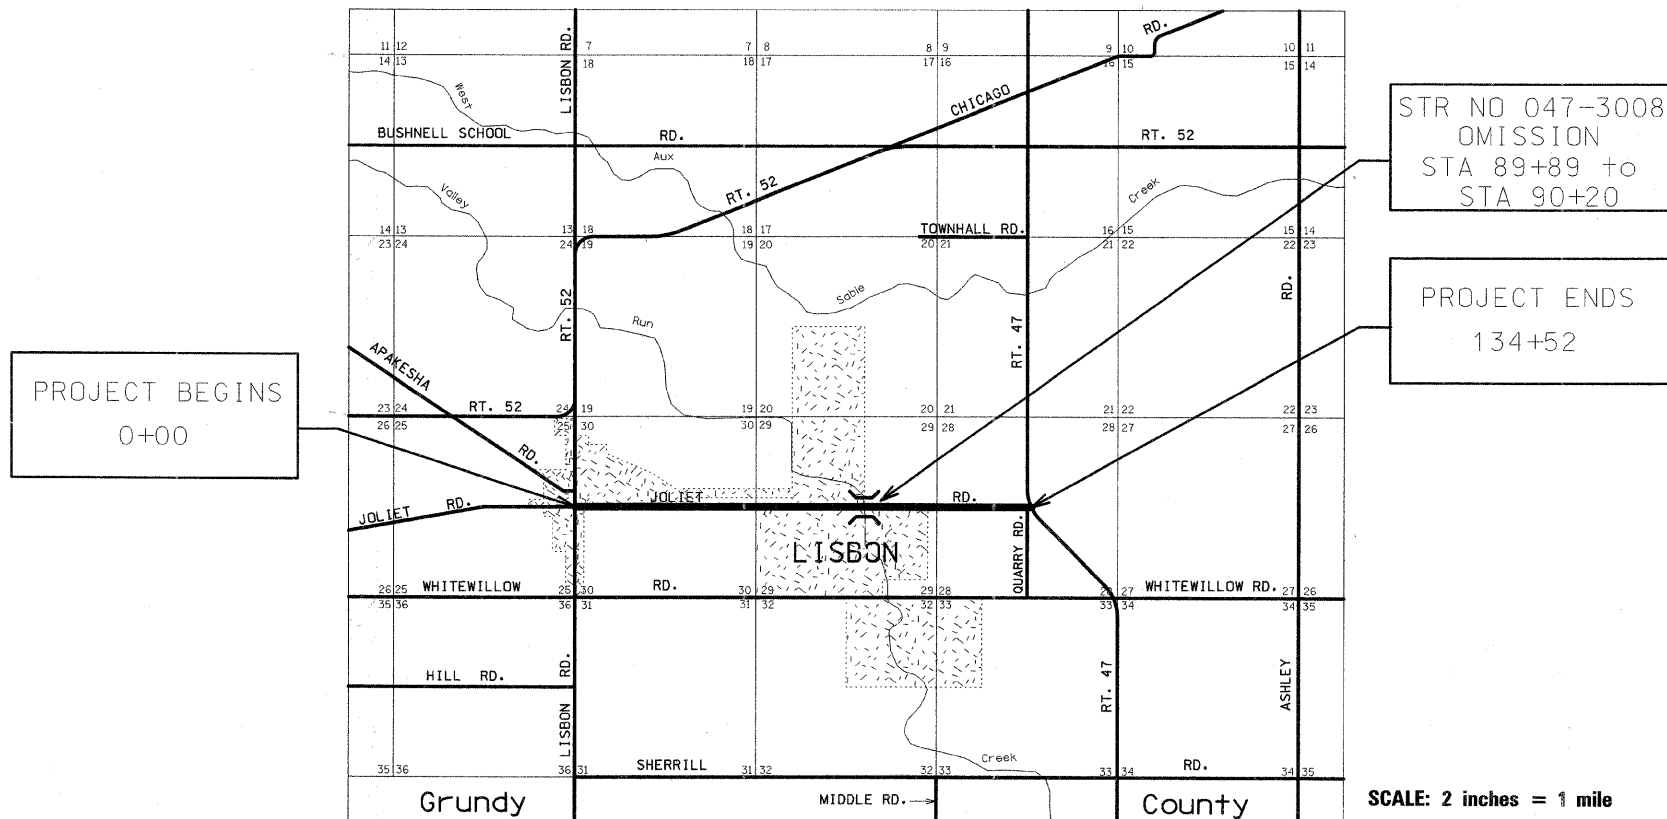 LISBON RD.
RD.
11 12
14 13
7
18
7 8
18 17
8 9
17 16
9 10
16 15
10 11
15 14
West
CHICAGO
STR NO 047-3008
OMISSION
STA 89+89 to
STA 90+20
BUSHNELL SCHOOL RD. RT. 52
Aux
Valley
RT. 52
Creek
14 13
23 24
13 18
24 19
18 17
19 20
TOWNHALL RD.
20 21
16 15
21 22
15 14
22 23
RD.
Sable
RT. 52
Run
RT. 47
PROJECT ENDS
134+52
APAKESHA
RD.
PROJECT BEGINS
0+00
23 24
26 25
RT. 52
24 19
25 30
19 20
30 29
20 21
29 28
21 22
28 27
22 23
27 26
JOLIET RD.
JOLIET RD.
LISBON
QUARRY RD.
26 25
35 36
WHITEWILLOW RD.
25 30
36 31
30 29
31 32
29 28
32 33
27
33 34
WHITEWILLOW RD.
27 26
34 35
HILL RD.
LISBON RD.
RT. 47
ASHLEY
Creek
35 36
36 31
SHERRILL RD.
31 32
32 33
33 34
34 35
Grundy County
MIDDLE RD.
SCALE: 2 inches = 1 mile